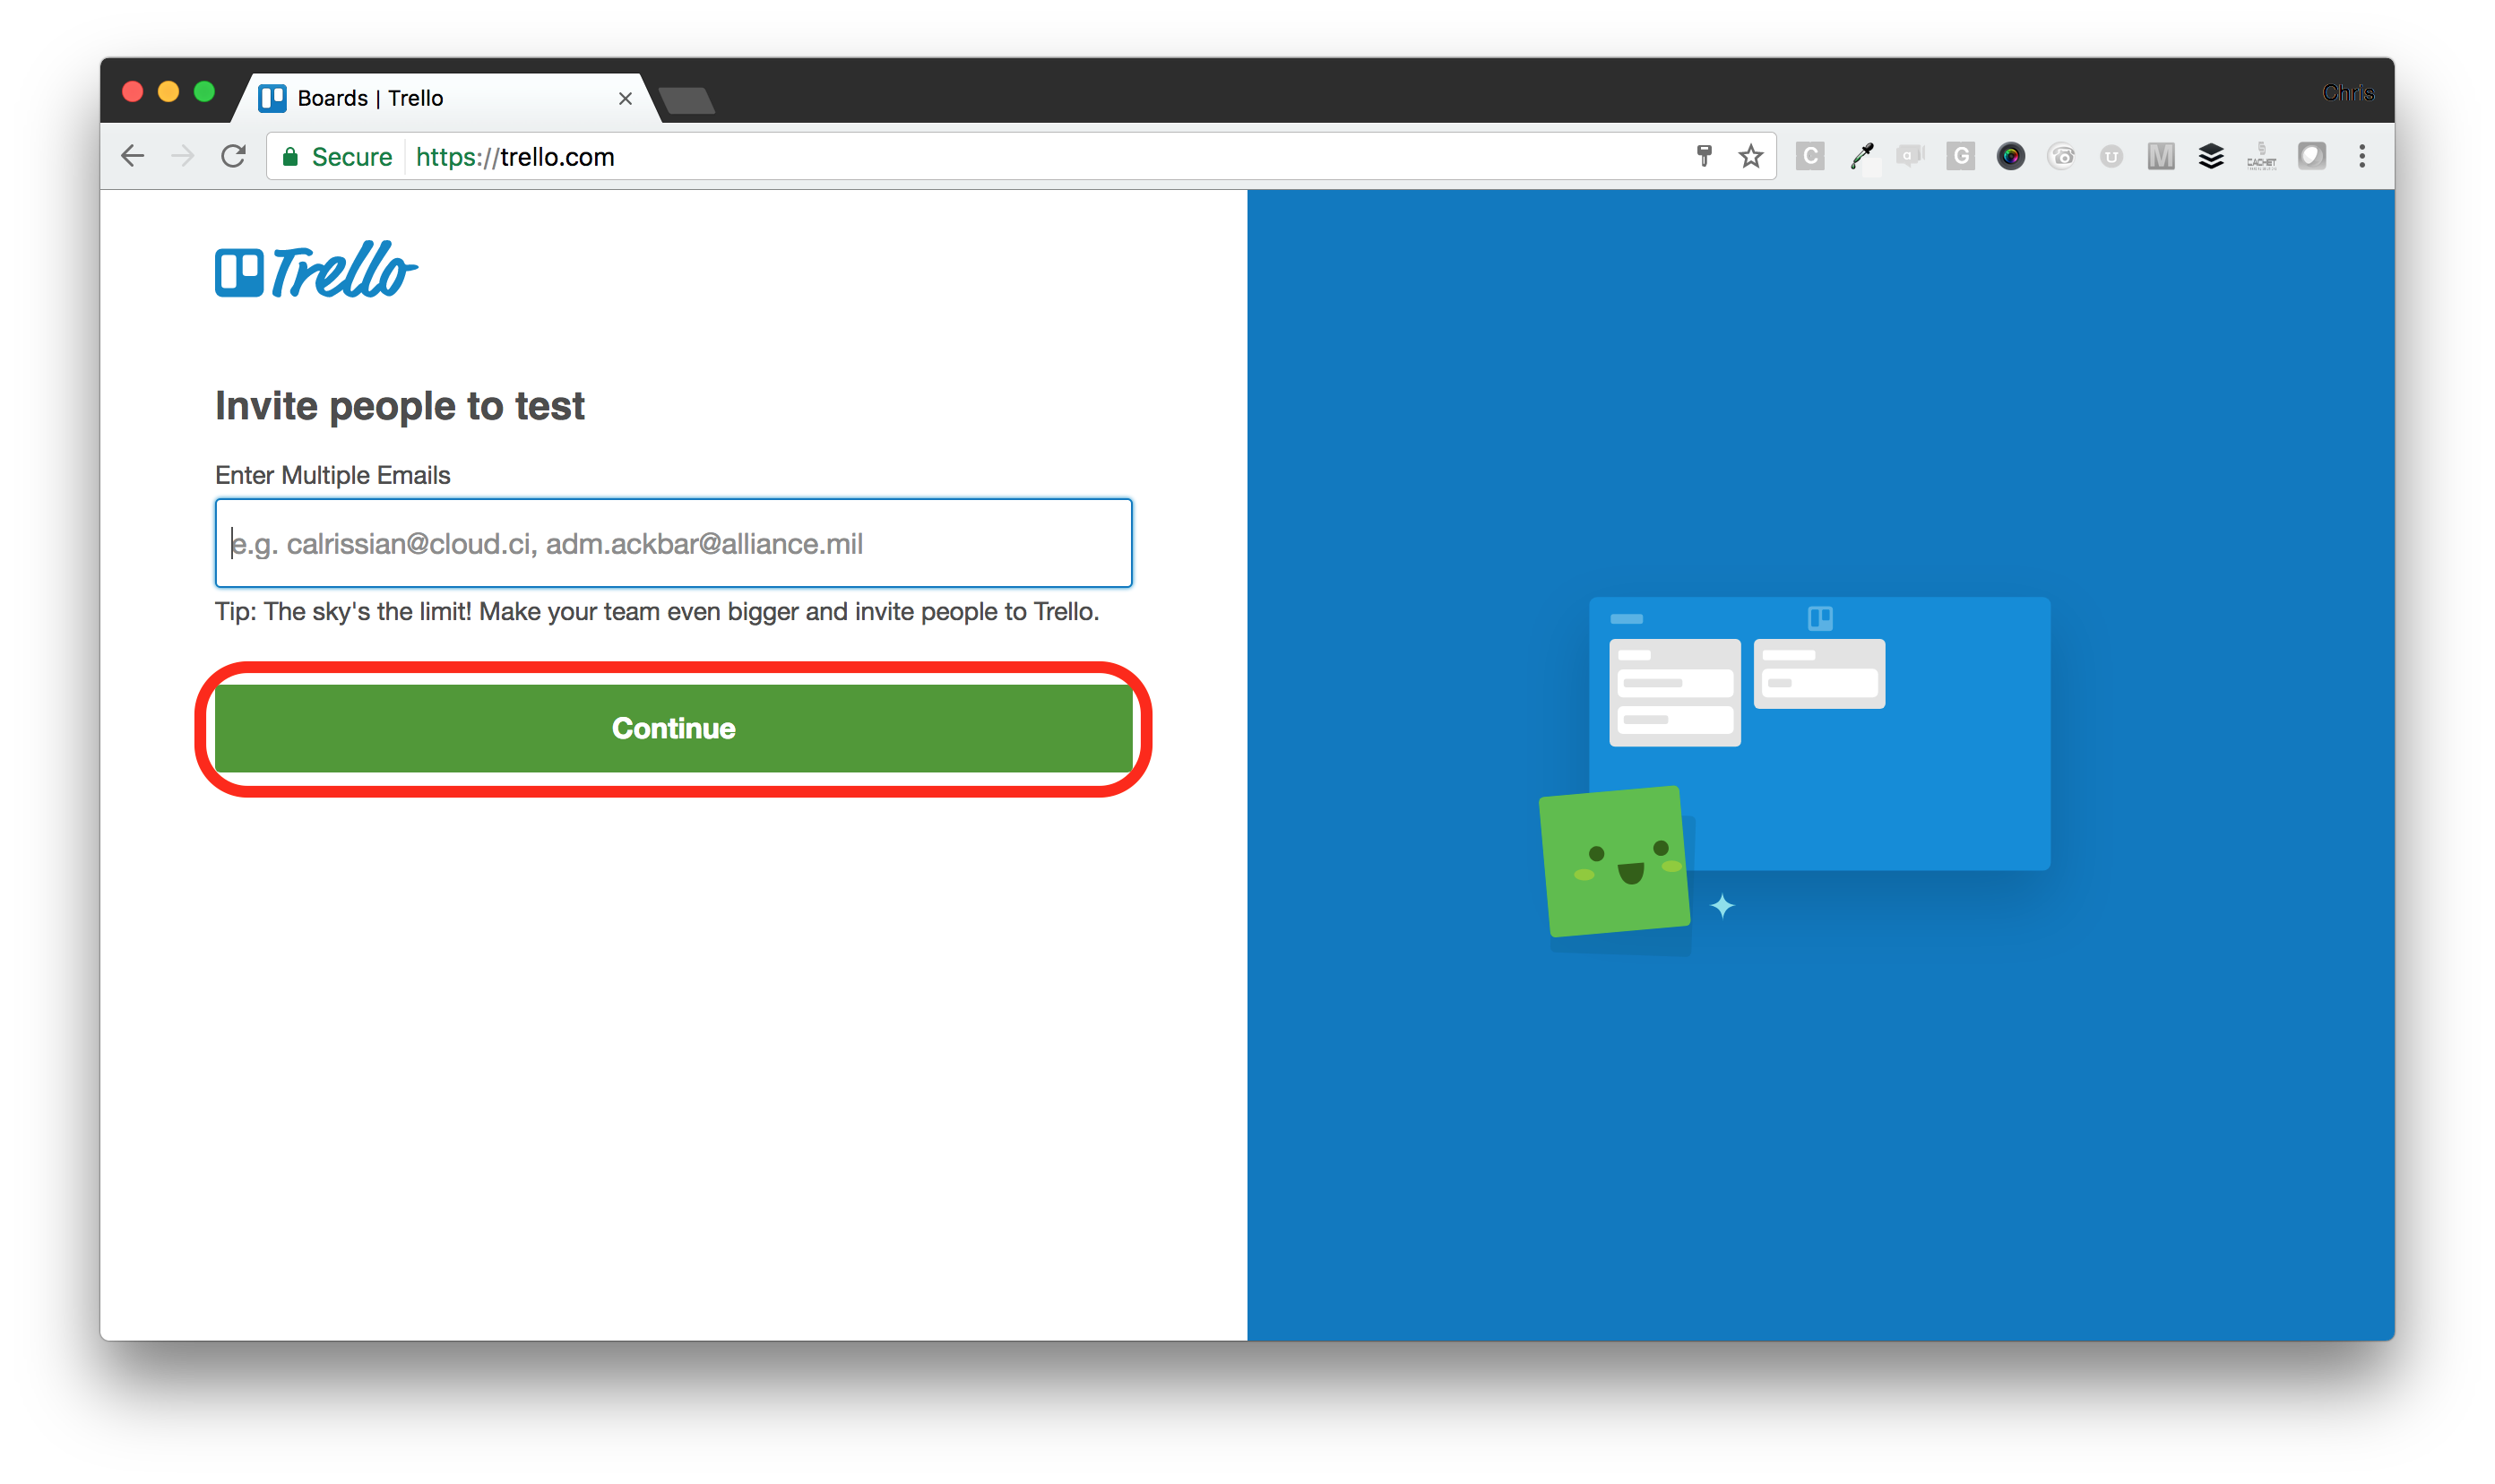 Boards | Trello
Chris
Secure https://trello.com
C
a
G
U
M
CACHET
Trello
Invite people to test
Enter Multiple Emails
e.g. calrissian@cloud.ci, adm.ackbar@alliance.mil
Tip: The sky's the limit! Make your team even bigger and invite people to Trello.
Continue